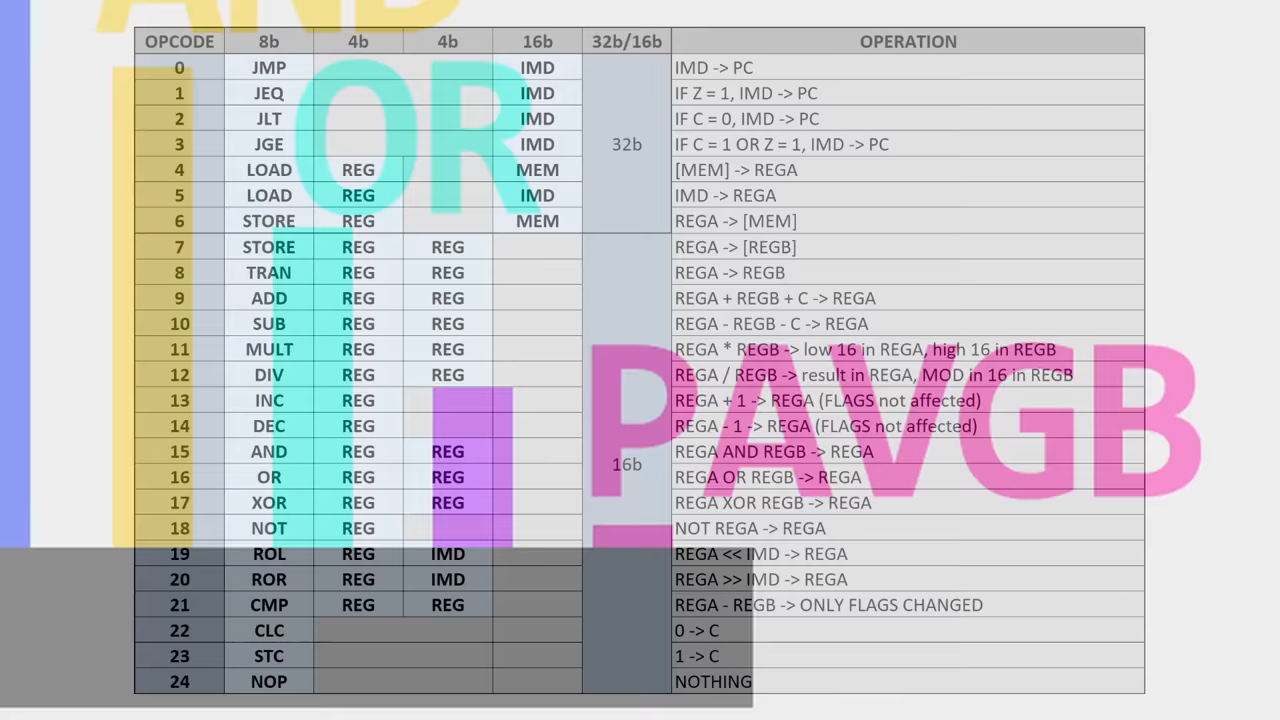 AND
OR
PAVGB
OPCODE 8b 4b 4b 16b 32b/16b OPERATION
0 JMP IMD IMD -> PC
1 JEQ IMD IF Z = 1, IMD -> PC
2 JLT IMD IF C = 0, IMD -> PC
3 JGE IMD 32b IF C = 1 OR Z = 1, IMD -> PC
4 LOAD REG MEM [MEM] -> REGA
5 LOAD REG IMD IMD -> REGA
6 STORE REG MEM REGA -> [MEM]
7 STORE REG REG REGA -> [REGB]
8 TRAN REG REG REGA -> REGB
9 ADD REG REG REGA + REGB + C -> REGA
10 SUB REG REG REGA - REGB - C -> REGA
11 MULT REG REG REGA * REGB -> low 16 in REGA, high 16 in REGB
12 DIV REG REG REGA / REGB -> result in REGA, MOD in 16 in REGB
13 INC REG REGA + 1 -> REGA (FLAGS not affected)
14 DEC REG REGA - 1 -> REGA (FLAGS not affected)
15 AND REG REG REGA AND REGB -> REGA
16 OR REG REG 16b REGA OR REGB -> REGA
17 XOR REG REG REGA XOR REGB -> REGA
18 NOT REG NOT REGA -> REGA
19 ROL REG IMD REGA << IMD -> REGA
20 ROR REG IMD REGA >> IMD -> REGA
21 CMP REG REG REGA - REGB -> ONLY FLAGS CHANGED
22 CLC 0 -> C
23 STC 1 -> C
24 NOP NOTHING